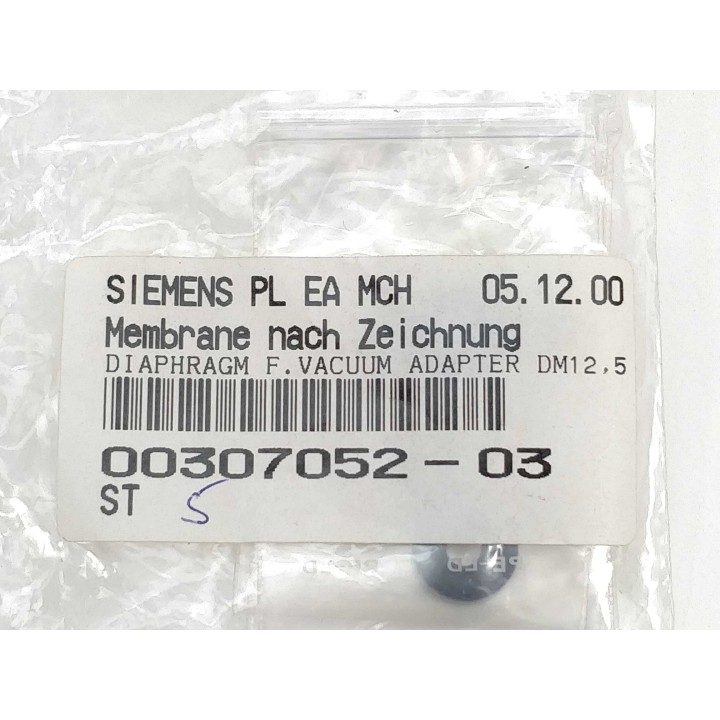 SIEMENS PL EA MCH 05.12.00
Membrane nach Zeichnung
DIAPHRAGM F.VACUUM ADAPTER DM12,5
00307052-03
ST 5